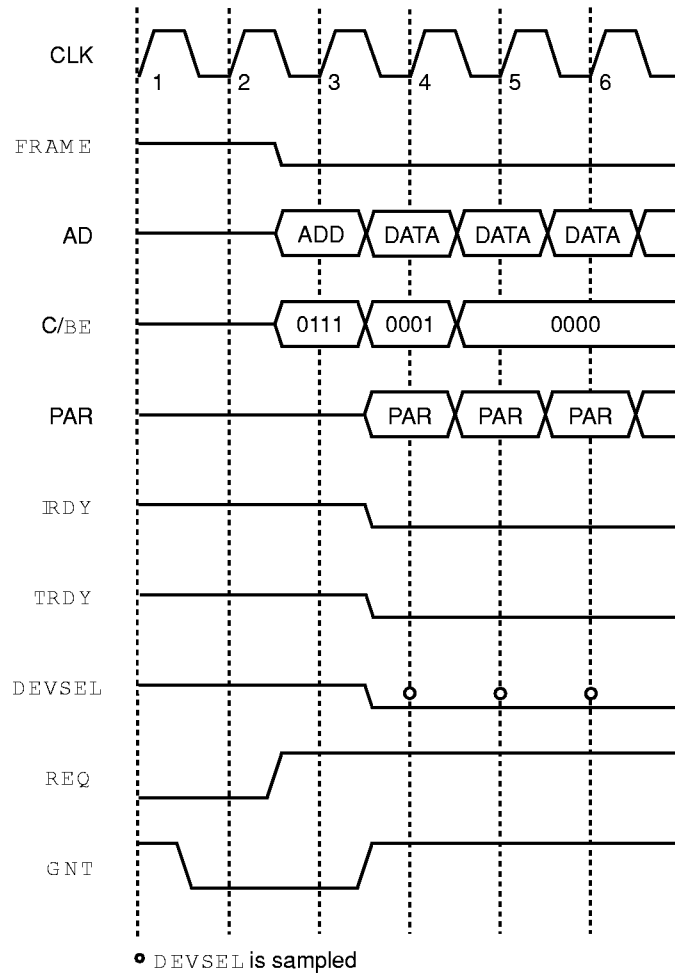 CLK
1 2 3 4 5 6
FRAME
AD ADD DATA DATA DATA
C/BE 0111 0001 0000
PAR PAR PAR PAR
IRDY
TRDY
DEVSEL
REQ
GNT
DEVSEL is sampled